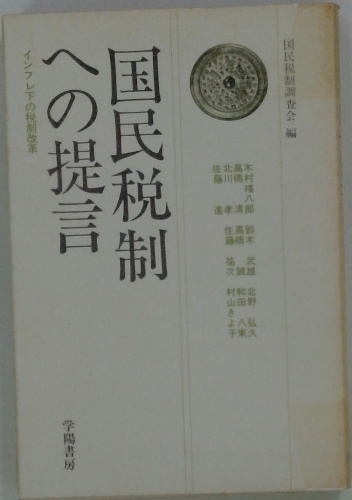 国民税制調査会 編
木村禧八郎 鈴木 武雄 北野 弘久
高橋 清 高橋 誠 和田 八束
北川 孝 佐藤 祐次 村山きよ子
佐藤 進
国民税制
への提言
インフレ下の税制改革
学陽書房